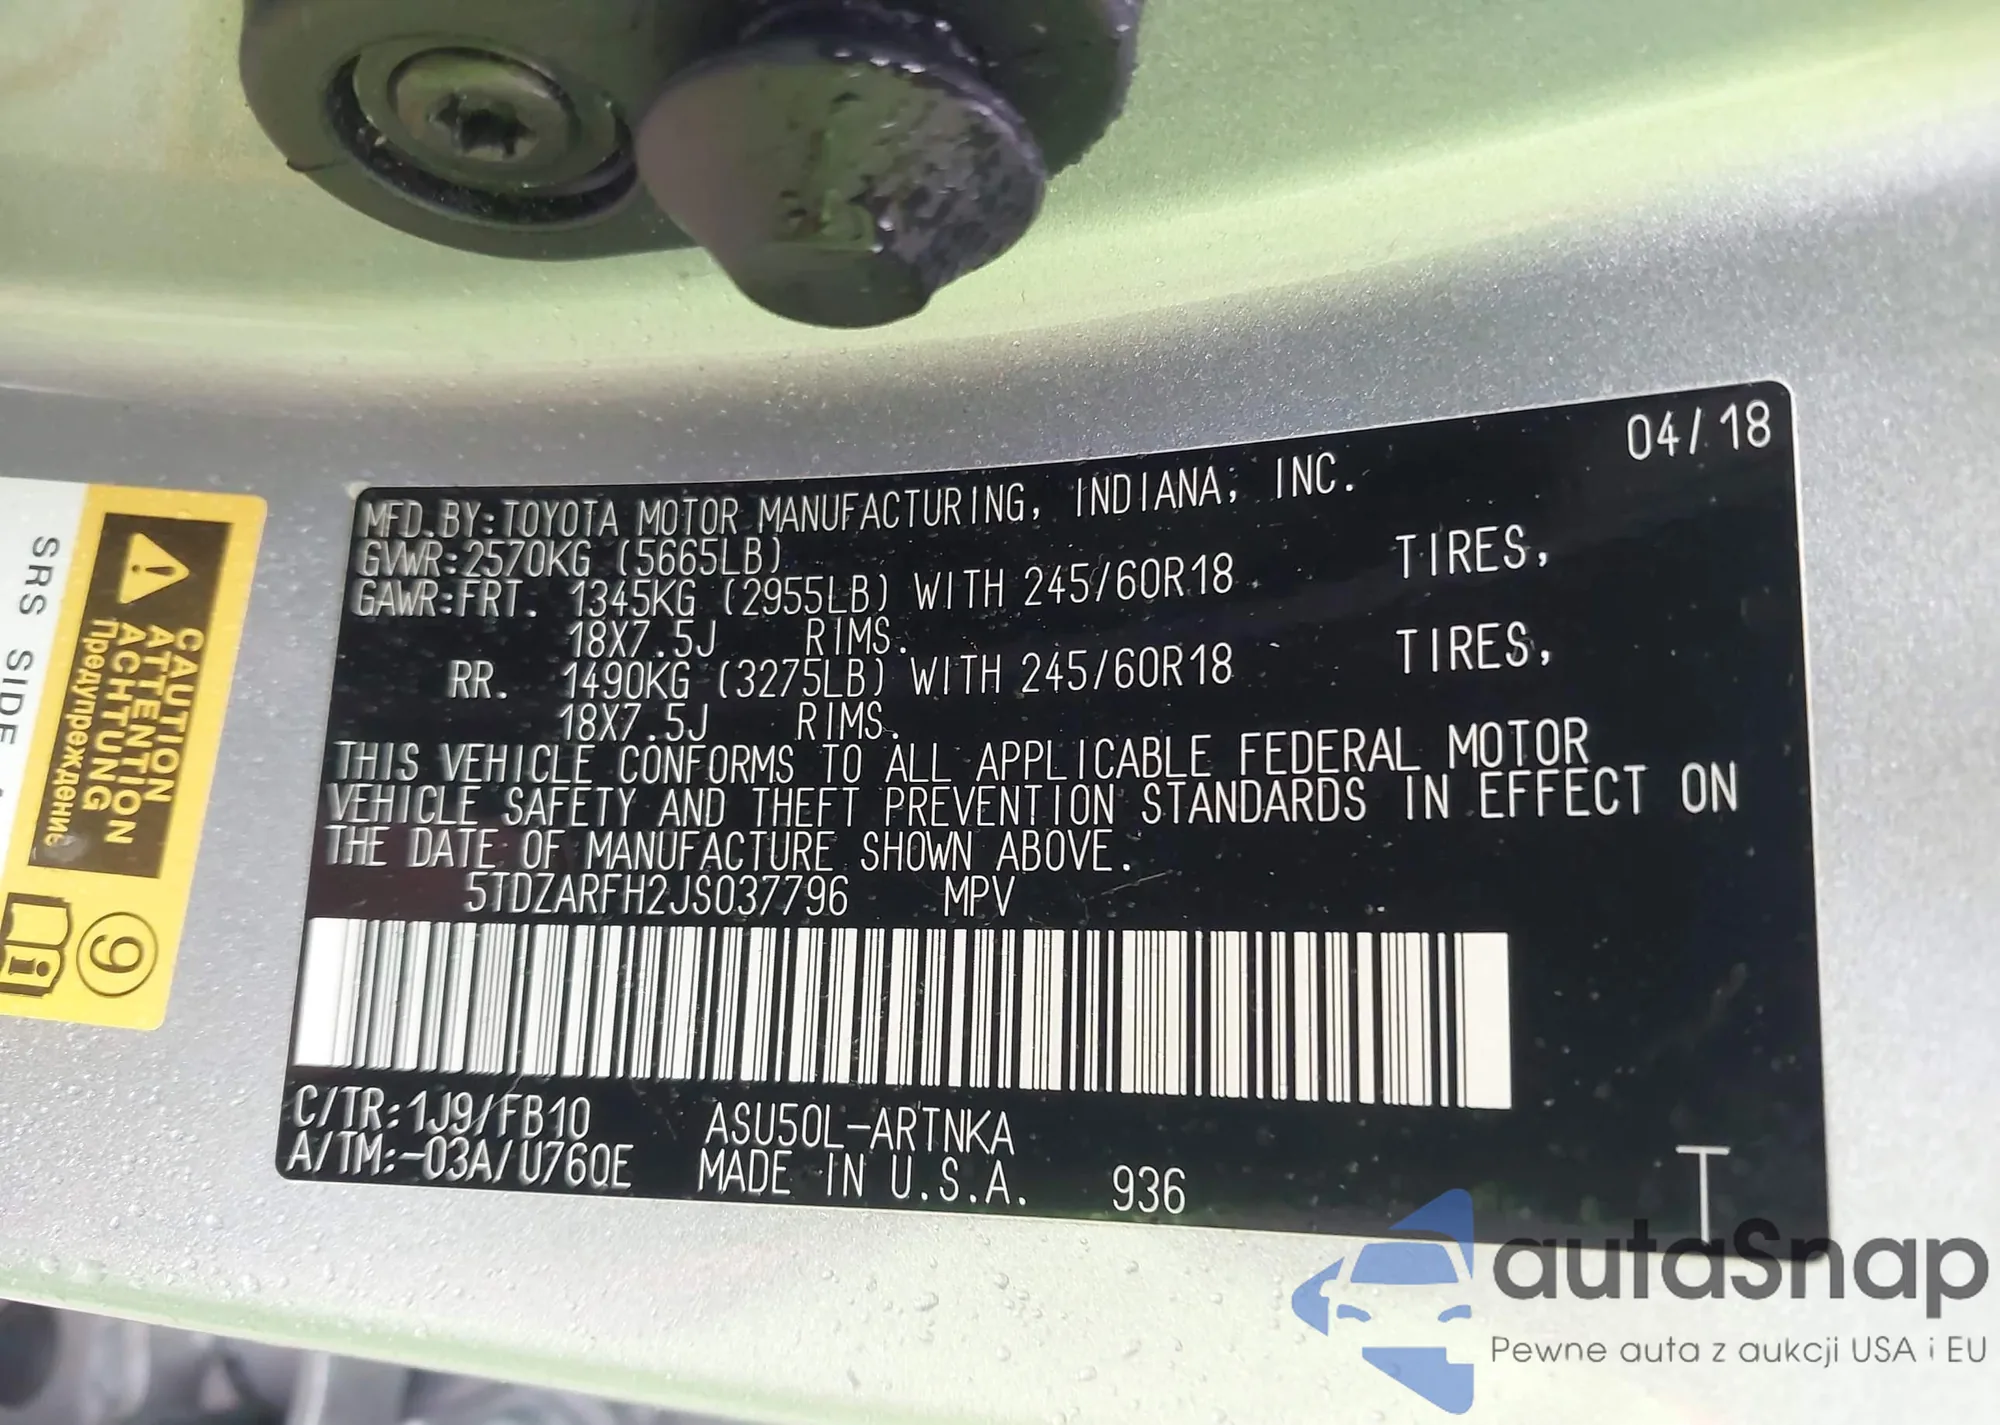 04/18
MFD.BY:TOYOTA MOTOR MANUFACTURING, INDIANA, INC.
GVWR:2570KG (5665LB)
GAWR:FRT. 1345KG (2955LB) WITH 245/60R18 TIRES,
18X7.5J RIMS.
RR. 1490KG (3275LB) WITH 245/60R18 TIRES,
18X7.5J RIMS.
THIS VEHICLE CONFORMS TO ALL APPLICABLE FEDERAL MOTOR
VEHICLE SAFETY AND THEFT PREVENTION STANDARDS IN EFFECT ON
THE DATE OF MANUFACTURE SHOWN ABOVE.
5TDZARFH2JS037796 MPV
C/TR:1J9/FB10 ASU50L-ARTNKA
A/TM:-03A/U760E MADE IN U.S.A. 936
T
CAUTION
ATTENTION
ACHTUNG
Предупреждение
9
i
SRS SIDE
autaSnap
Pewne auta z aukcji USA i EU